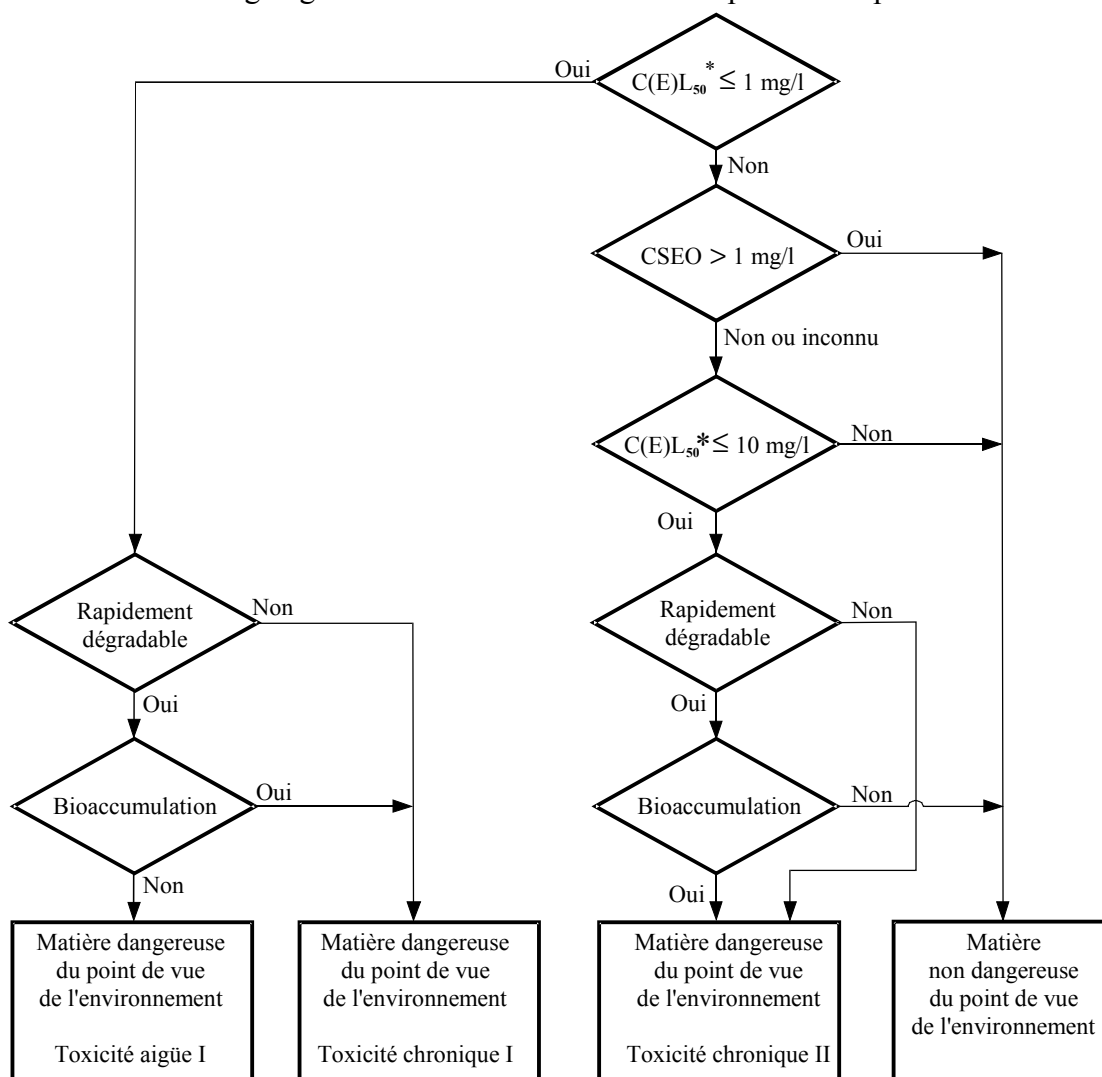 Oui
C(E)L50* ≤ 1 mg/l
Non
CSEO > 1 mg/l
Oui
Non ou inconnu
C(E)L50* ≤ 10 mg/l
Non
Oui
Rapidement
dégradable
Non
Rapidement
dégradable
Non
Oui
Oui
Bioaccumulation
Oui
Bioaccumulation
Non
Non
Oui
Matière dangereuse
du point de vue
de l'environnement
Toxicité aigüe I
Matière dangereuse
du point de vue
de l'environnement
Toxicité chronique I
Matière dangereuse
du point de vue
de l'environnement
Toxicité chronique II
Matière
non dangereuse
du point de vue
de l'environnement